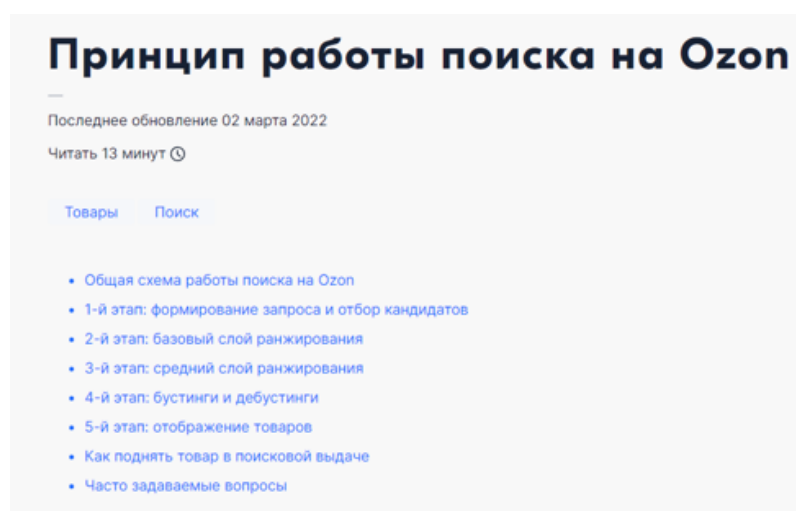 Принцип работы поиска на Ozon
Последнее обновление 02 марта 2022
Читать 13 минут
Товары Поиск
• Общая схема работы поиска на Ozon
• 1-й этап: формирование запроса и отбор кандидатов
• 2-й этап: базовый слой ранжирования
• 3-й этап: средний слой ранжирования
• 4-й этап: бустинги и дебустинги
• 5-й этап: отображение товаров
• Как поднять товар в поисковой выдаче
• Часто задаваемые вопросы